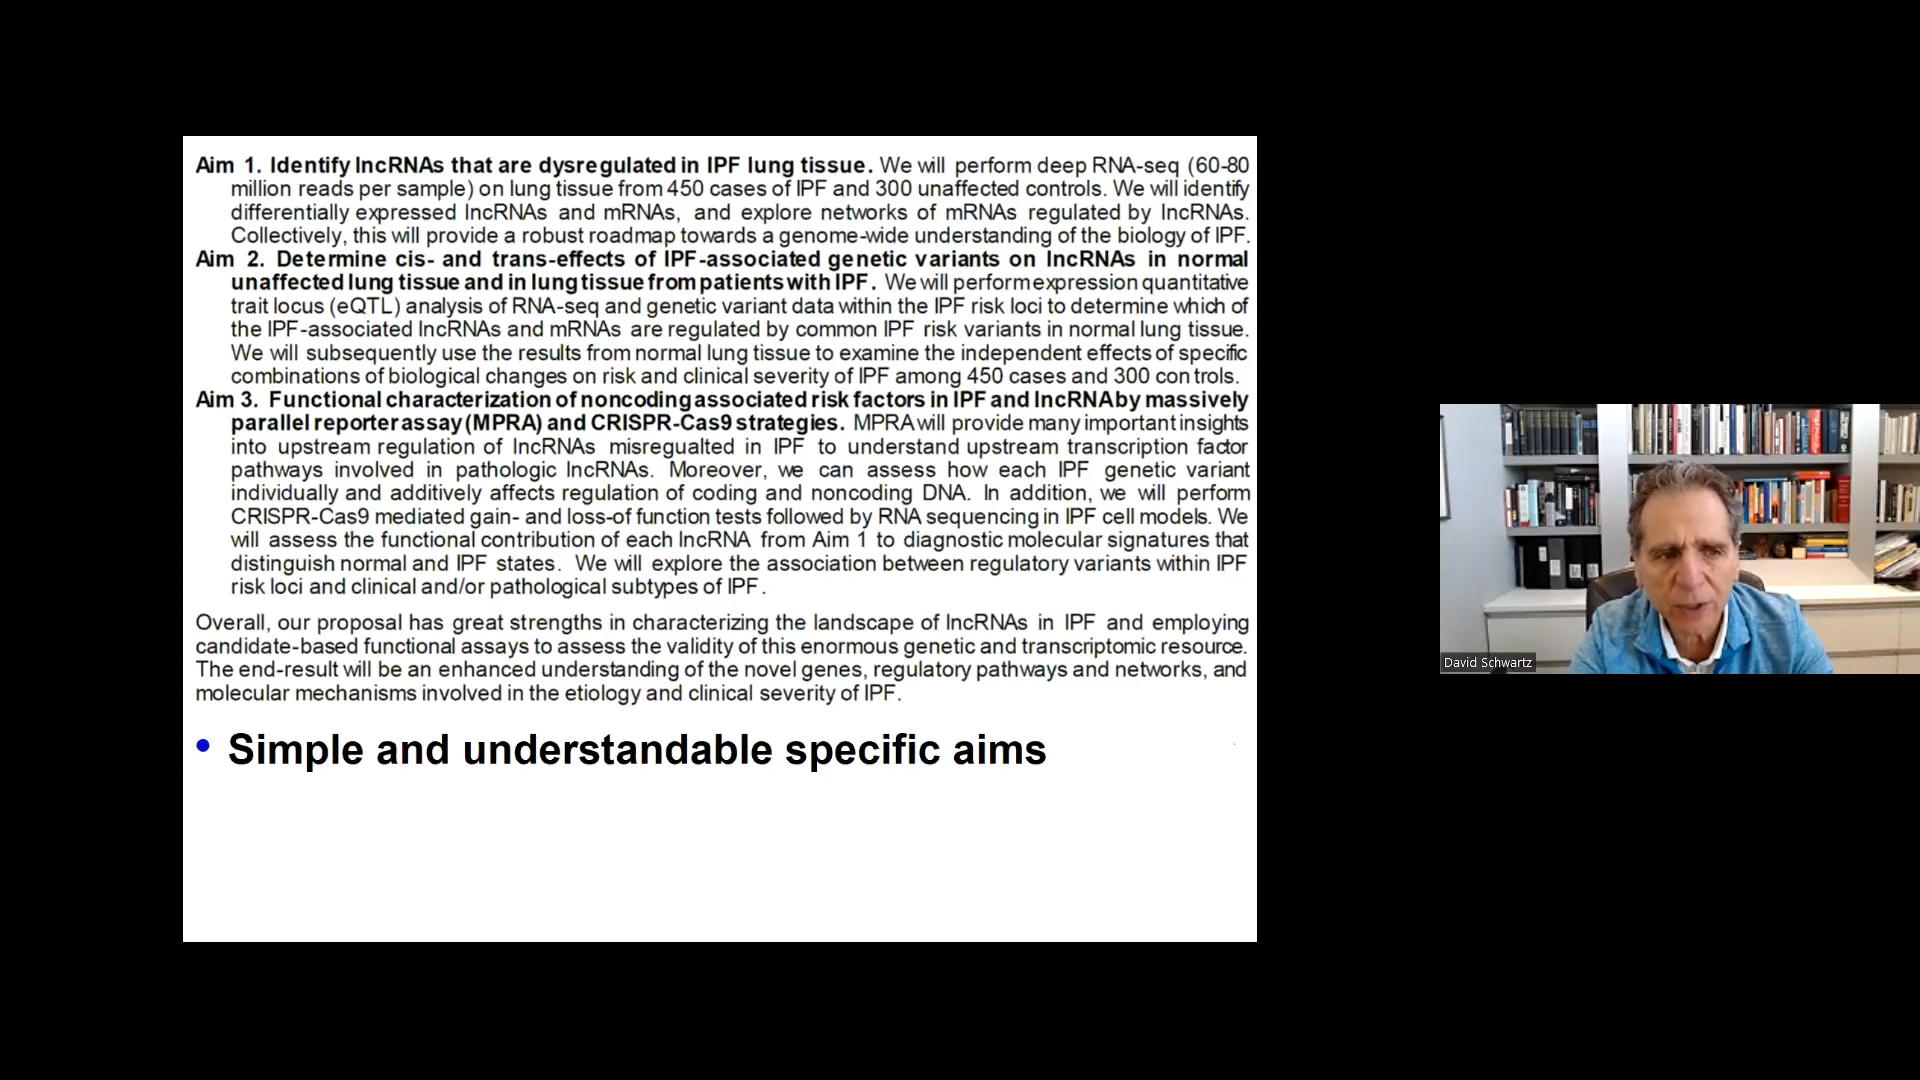 Aim 1. Identify lncRNAs that are dysregulated in IPF lung tissue. We will perform deep RNA-seq (60-80
million reads per sample) on lung tissue from 450 cases of IPF and 300 unaffected controls. We will identify
differentially expressed lncRNAs and mRNAs, and explore networks of mRNAs regulated by lncRNAs.
Collectively, this will provide a robust roadmap towards a genome-wide understanding of the biology of IPF.
Aim 2. Determine cis- and trans-effects of IPF-associated genetic variants on lncRNAs in normal
unaffected lung tissue and in lung tissue from patients with IPF. We will perform expression quantitative
trait locus (eQTL) analysis of RNA-seq and genetic variant data within the IPF risk loci to determine which of
the IPF-associated lncRNAs and mRNAs are regulated by common IPF risk variants in normal lung tissue.
We will subsequently use the results from normal lung tissue to examine the independent effects of specific
combinations of biological changes on risk and clinical severity of IPF among 450 cases and 300 controls.
Aim 3. Functional characterization of noncoding associated risk factors in IPF and lncRNA by massively
parallel reporter assay (MPRA) and CRISPR-Cas9 strategies. MPRA will provide many important insights
into upstream regulation of lncRNAs misregualted in IPF to understand upstream transcription factor
pathways involved in pathologic lncRNAs. Moreover, we can assess how each IPF genetic variant
individually and additively affects regulation of coding and noncoding DNA. In addition, we will perform
CRISPR-Cas9 mediated gain- and loss-of function tests followed by RNA sequencing in IPF cell models. We
will assess the functional contribution of each lncRNA from Aim 1 to diagnostic molecular signatures that
distinguish normal and IPF states. We will explore the association between regulatory variants within IPF
risk loci and clinical and/or pathological subtypes of IPF.
Overall, our proposal has great strengths in characterizing the landscape of lncRNAs in IPF and employing
candidate-based functional assays to assess the validity of this enormous genetic and transcriptomic resource.
The end-result will be an enhanced understanding of the novel genes, regulatory pathways and networks, and
molecular mechanisms involved in the etiology and clinical severity of IPF.
• Simple and understandable specific aims
David Schwartz